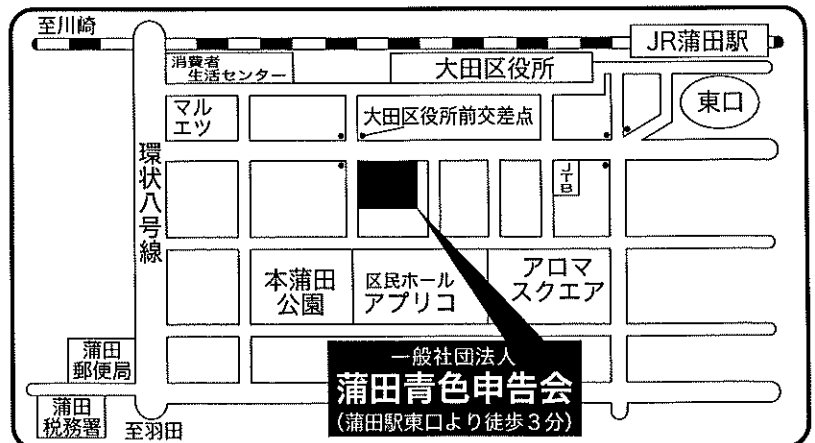 至川崎
JR蒲田駅
消費者
生活センター
大田区役所
マル
エツ
大田区役所前交差点
東口
環状八号線
JTB
本蒲田
公園
区民ホール
アプリコ
アロマ
スクエア
蒲田
郵便局
一般社団法人
蒲田青色申告会
(蒲田駅東口より徒歩3分)
蒲田
税務署
至羽田